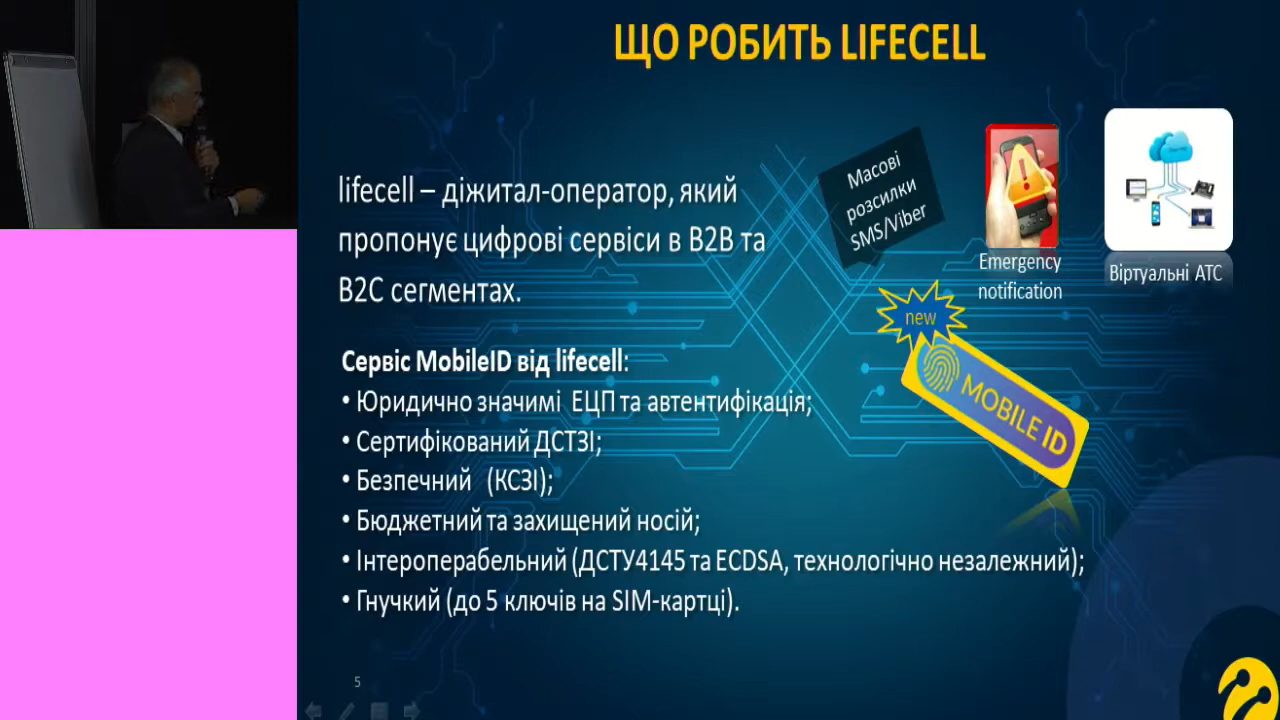 ЩО РОБИТЬ LIFECELL
lifecell – діжитал-оператор, який
пропонує цифрові сервіси в B2B та
B2C сегментах.
Масові
розсилки
SMS/Viber
Emergency
notification
Віртуальні АТС
new
MOBILE ID
Сервіс MobileID від lifecell:
• Юридично значимі ЕЦП та автентифікація;
• Сертифікований ДСТЗІ;
• Безпечний (КСЗІ);
• Бюджетний та захищений носій;
• Інтероперабельний (ДСТУ4145 та ECDSA, технологічно незалежний);
• Гнучкий (до 5 ключів на SIM-картці).
5